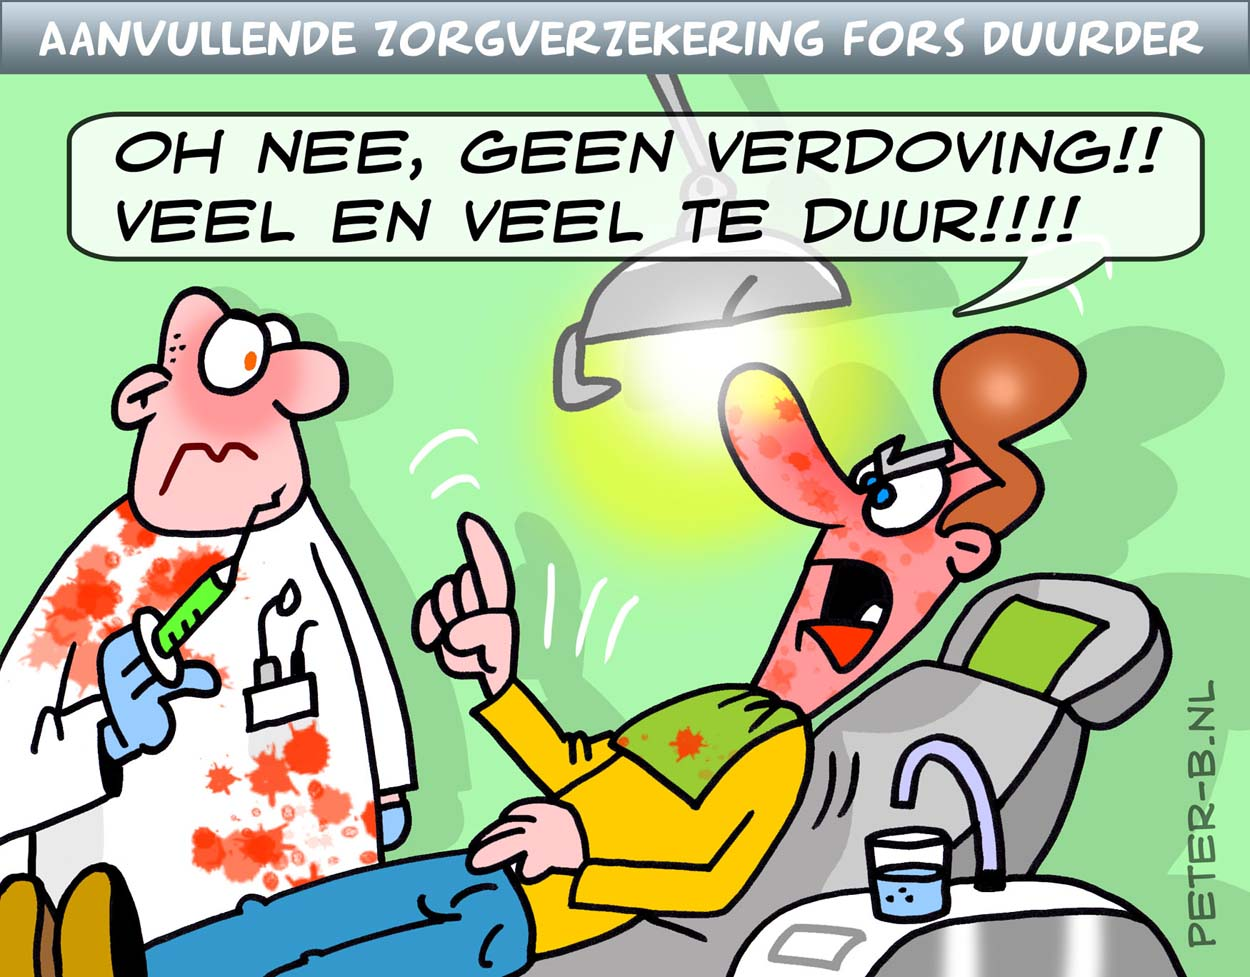 AANVULLENDE ZORGVERZEKERING FORS DUURDER
OH NEE, GEEN VERDOVING!!
VEEL EN VEEL TE DUUR!!!!
PETER-B.NL